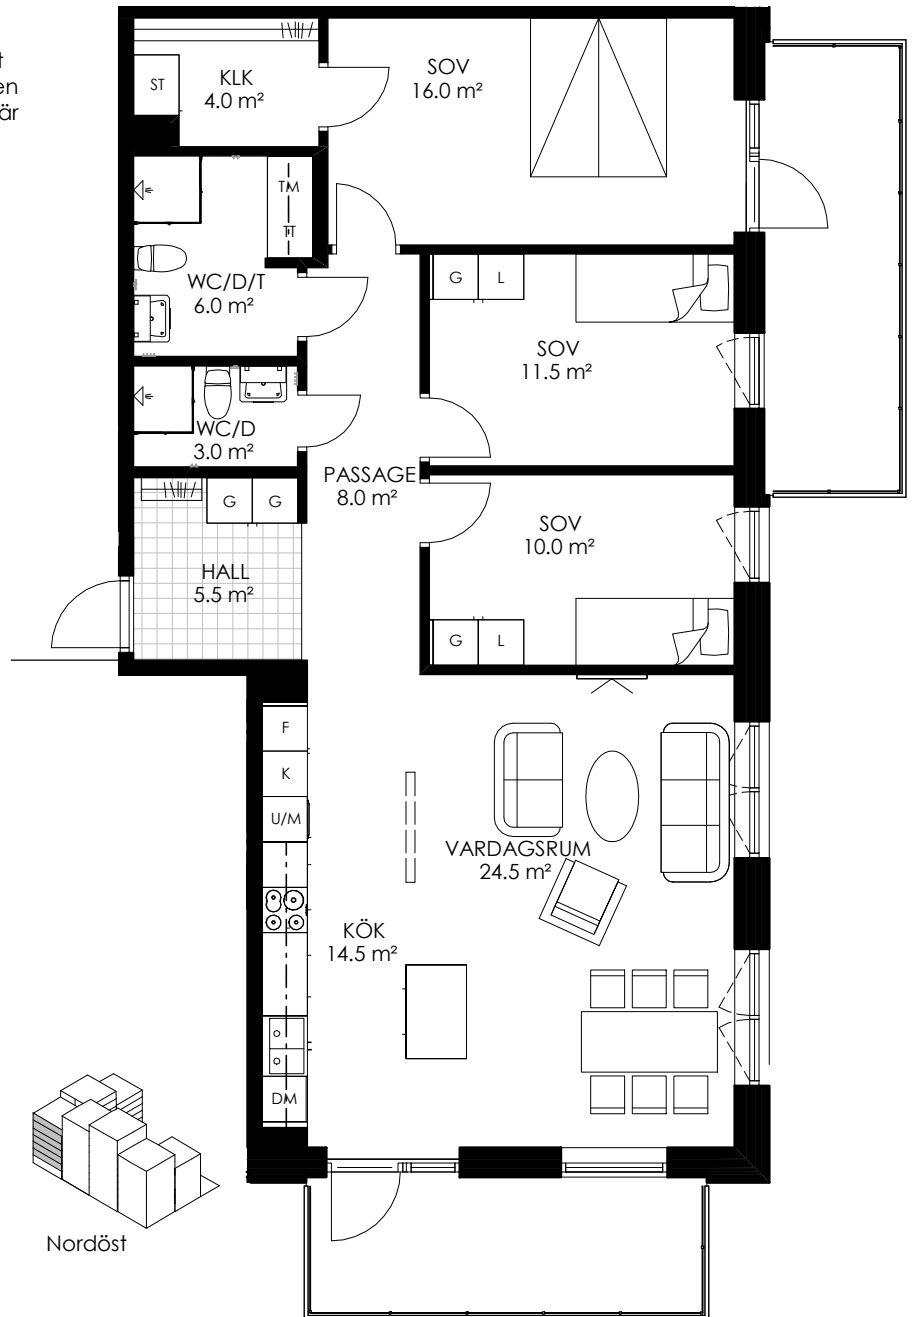 t
en
är
ST
KLK
4.0 m²
SOV
16.0 m²
TM
TT
WC/D/T
6.0 m²
G
L
SOV
11.5 m²
WC/D
3.0 m²
PASSAGE
8.0 m²
G
G
SOV
10.0 m²
HALL
5.5 m²
G
L
F
K
U/M
VARDAGSRUM
24.5 m²
KÖK
14.5 m²
DM
Nordöst